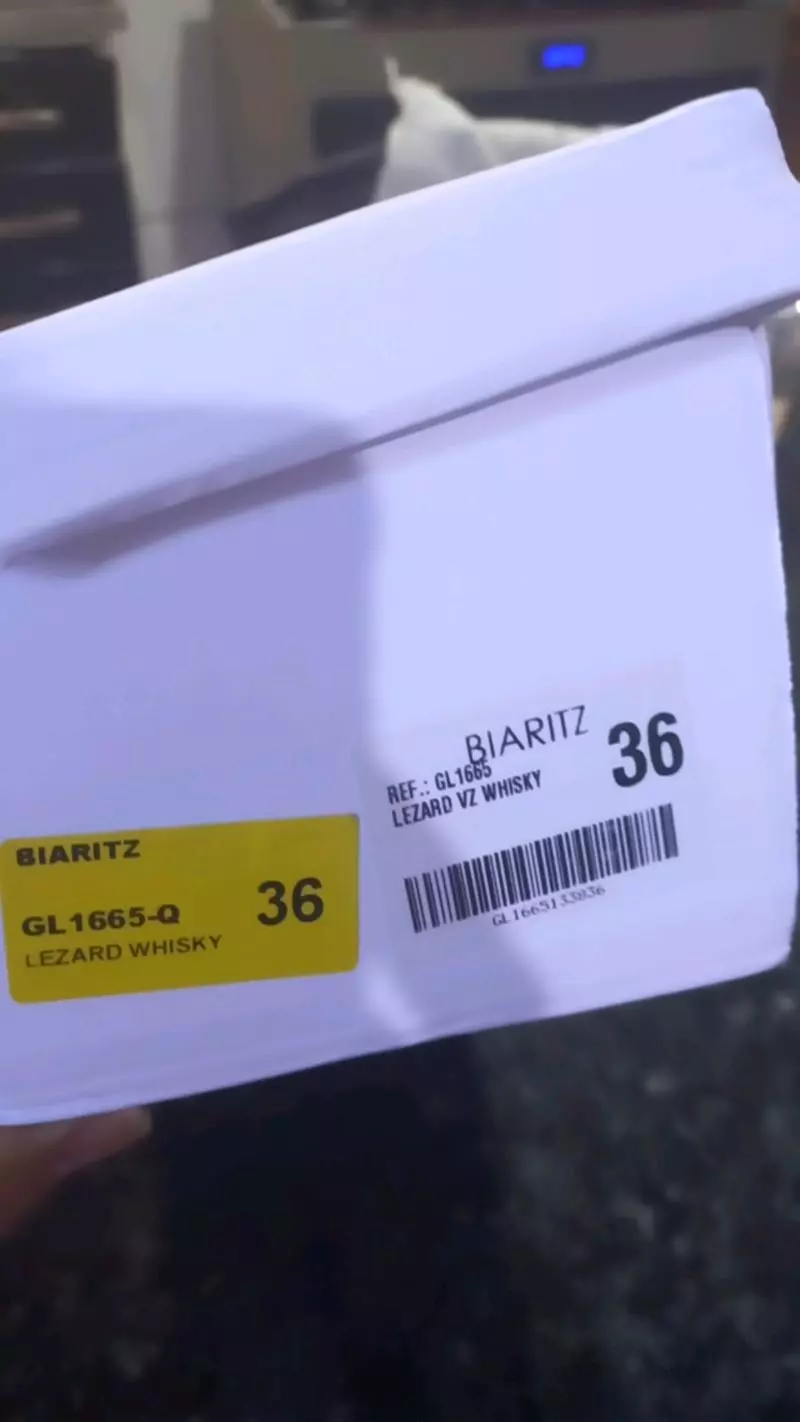 BIARITZ
36
REF.: GL1665
LEZARD VZ WHISKY
GL1665133836
BIARITZ
GL1665-Q
36
LEZARD WHISKY